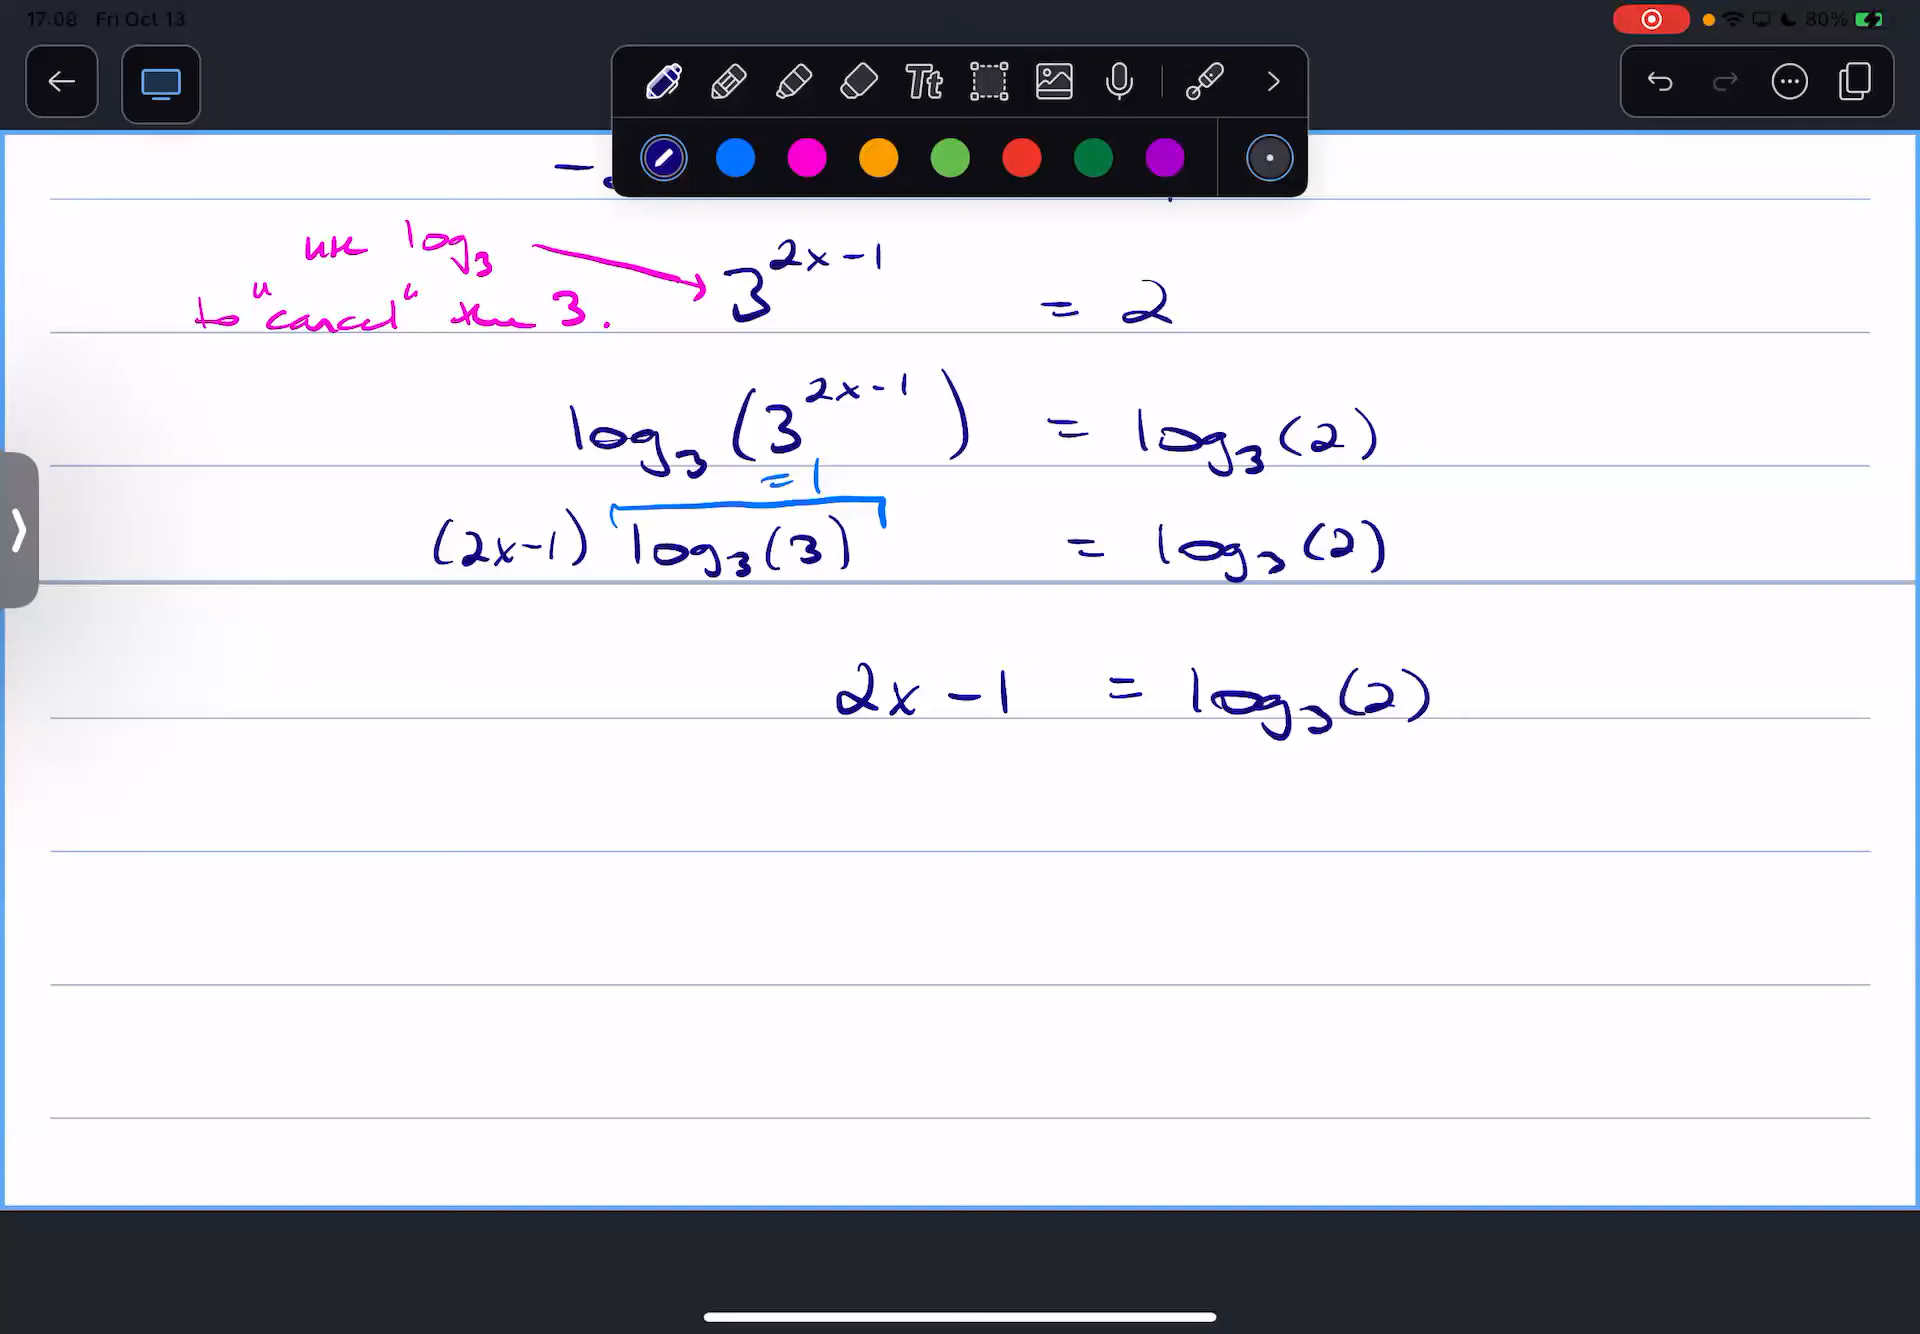 17:08 Fri Oct 13
80%
Tt
use log₃
to "cancel" the 3.
3^(2x-1) = 2
log₃(3^(2x-1)) = log₃(2)
= 1
(2x-1) log₃(3) = log₃(2)
2x - 1 = log₃(2)